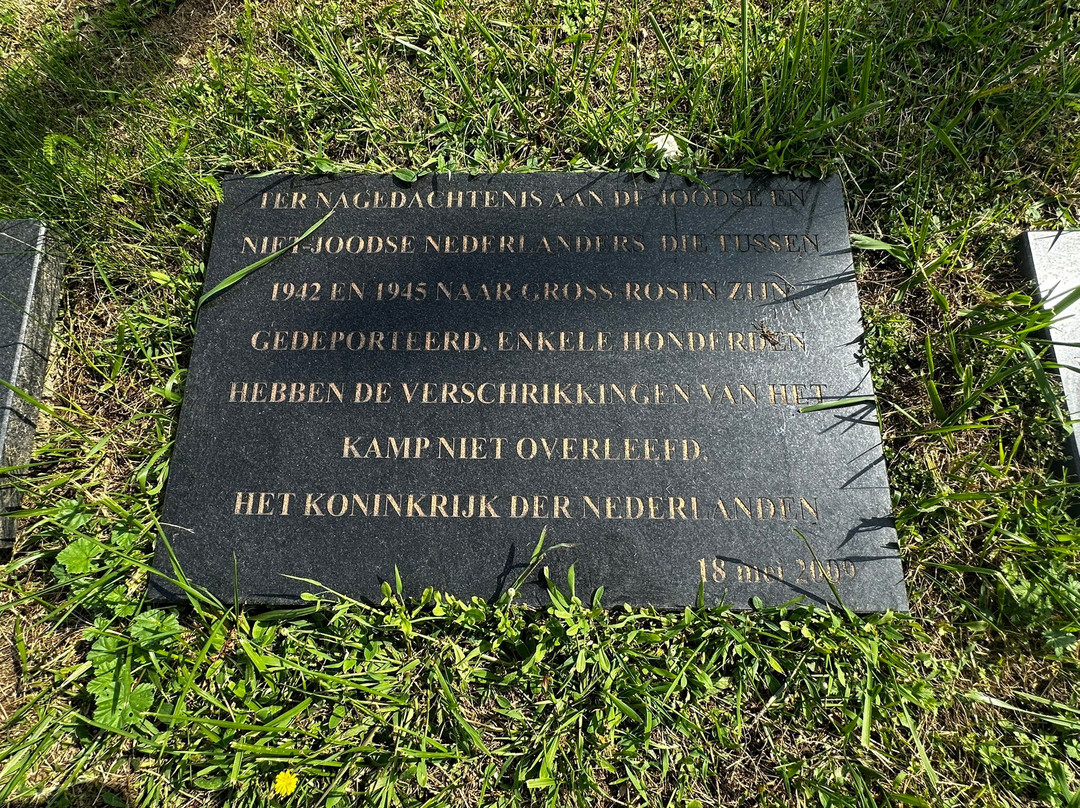 TER NAGEDACHTENIS AAN DE JOODSE EN
NIET-JOODSE NEDERLANDERS DIE TUSSEN
1942 EN 1945 NAAR GROSS-ROSEN ZIJN
GEDEPORTEERD. ENKELE HONDERDEN
HEBBEN DE VERSCHRIKKINGEN VAN HET
KAMP NIET OVERLEEFD.
HET KONINKRIJK DER NEDERLANDEN
18 mei 2009